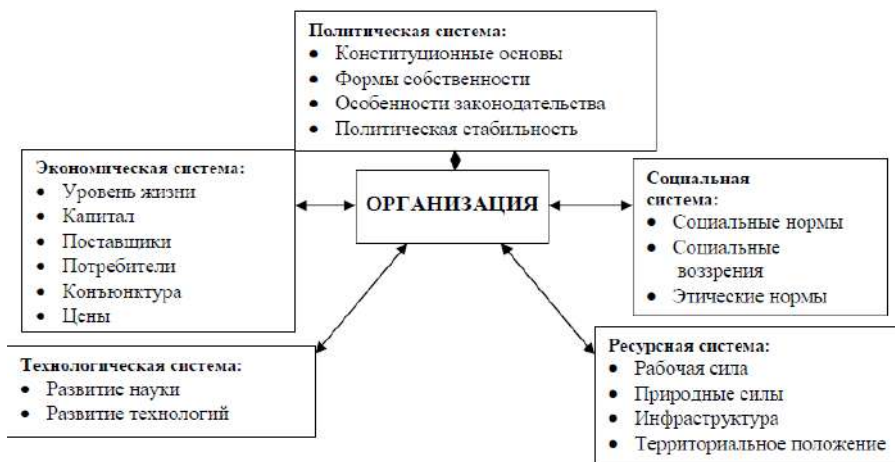 Политическая система:
• Конституционные основы
• Формы собственности
• Особенности законодательства
• Политическая стабильность
Экономическая система:
• Уровень жизни
• Капитал
• Поставщики
• Потребители
• Конъюнктура
• Цены
ОРГАНИЗАЦИЯ
Социальная
система:
• Социальные нормы
• Социальные
воззрения
• Этические нормы
Технологическая система:
• Развитие науки
• Развитие технологий
Ресурсная система:
• Рабочая сила
• Природные силы
• Инфраструктура
• Территориальное положение